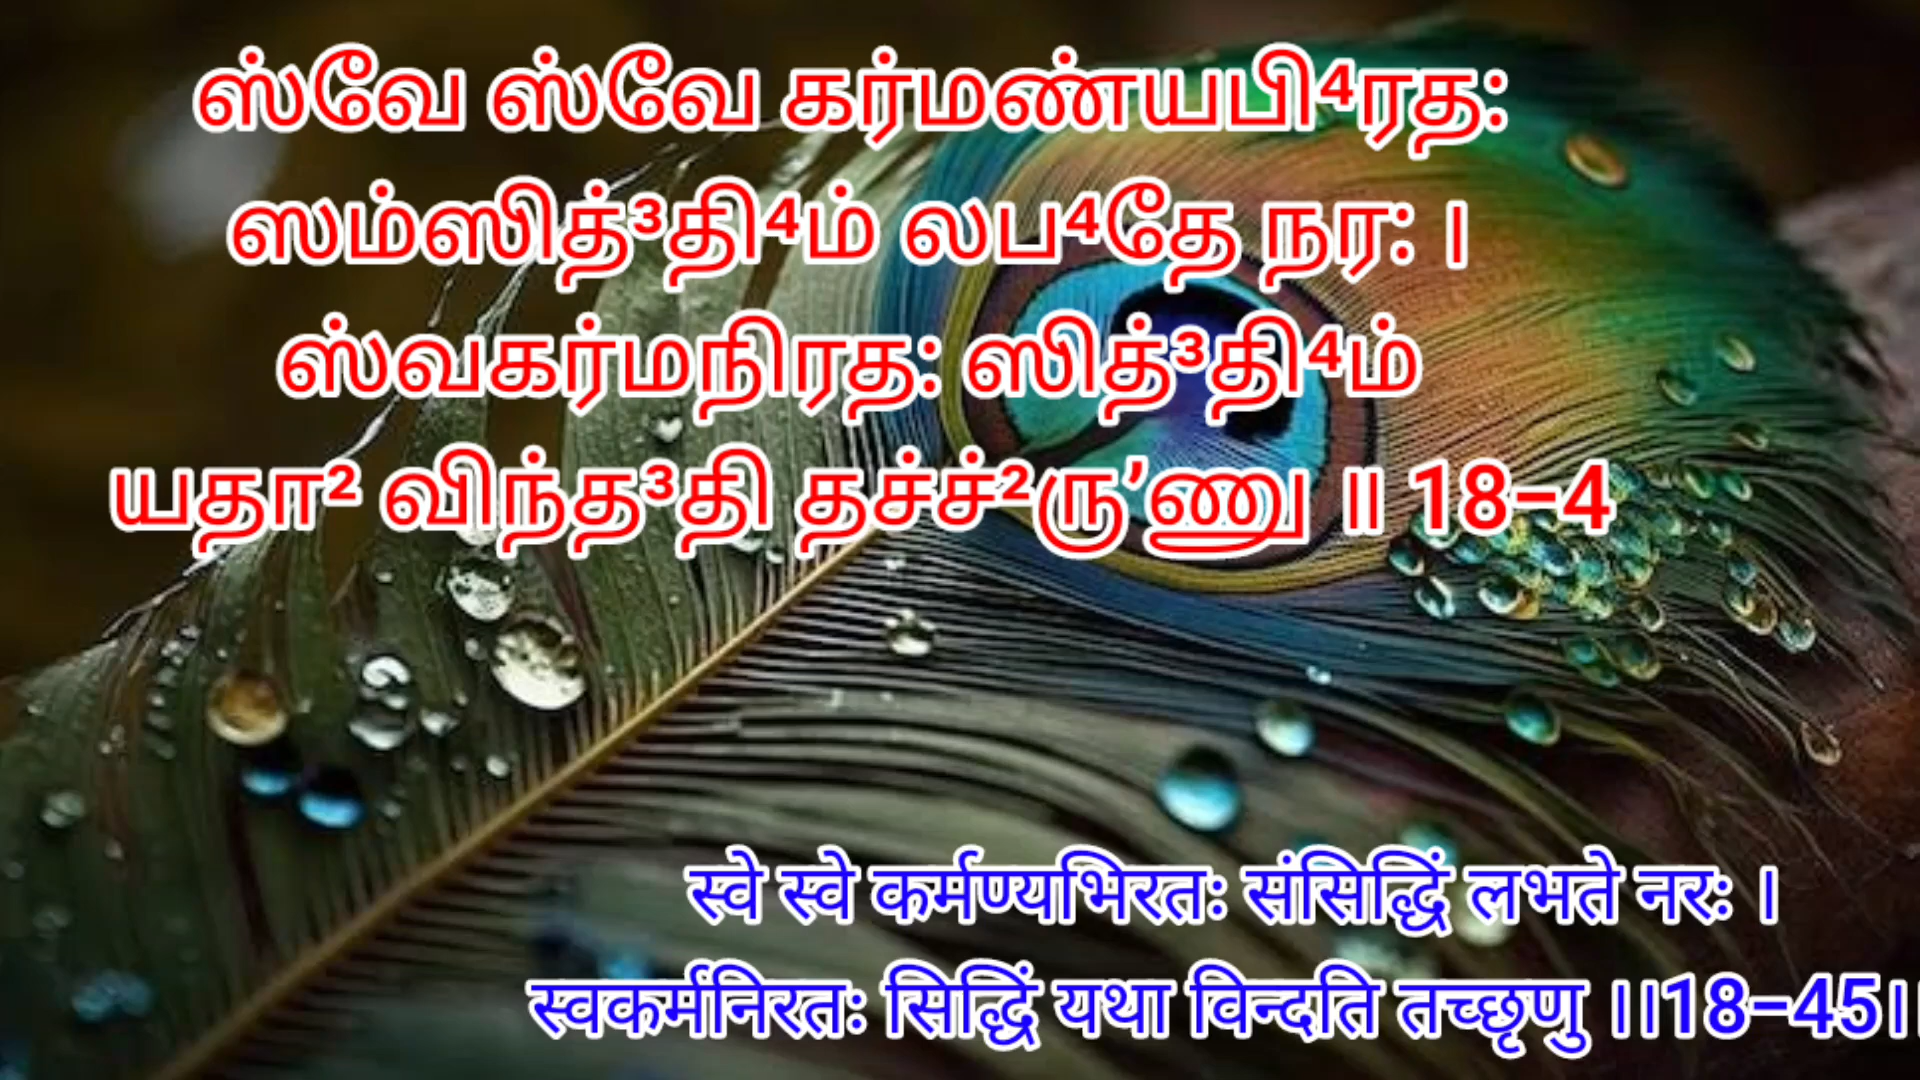 ஸ்வே ஸ்வே கர்மண்யபி⁴ரத:
ஸம்ஸித்³தி⁴ம் லப⁴தே நர: ।
ஸ்வகர்மநிரத: ஸித்³தி⁴ம்
யதா² விந்த³தி தச்ச்²ரு’ணு ॥ 18-4
स्वे स्वे कर्मण्यभिरतः संसिद्धिं लभते नरः ।
स्वकर्मनिरतः सिद्धिं यथा विन्दति तच्छृणु ।।18-45।।